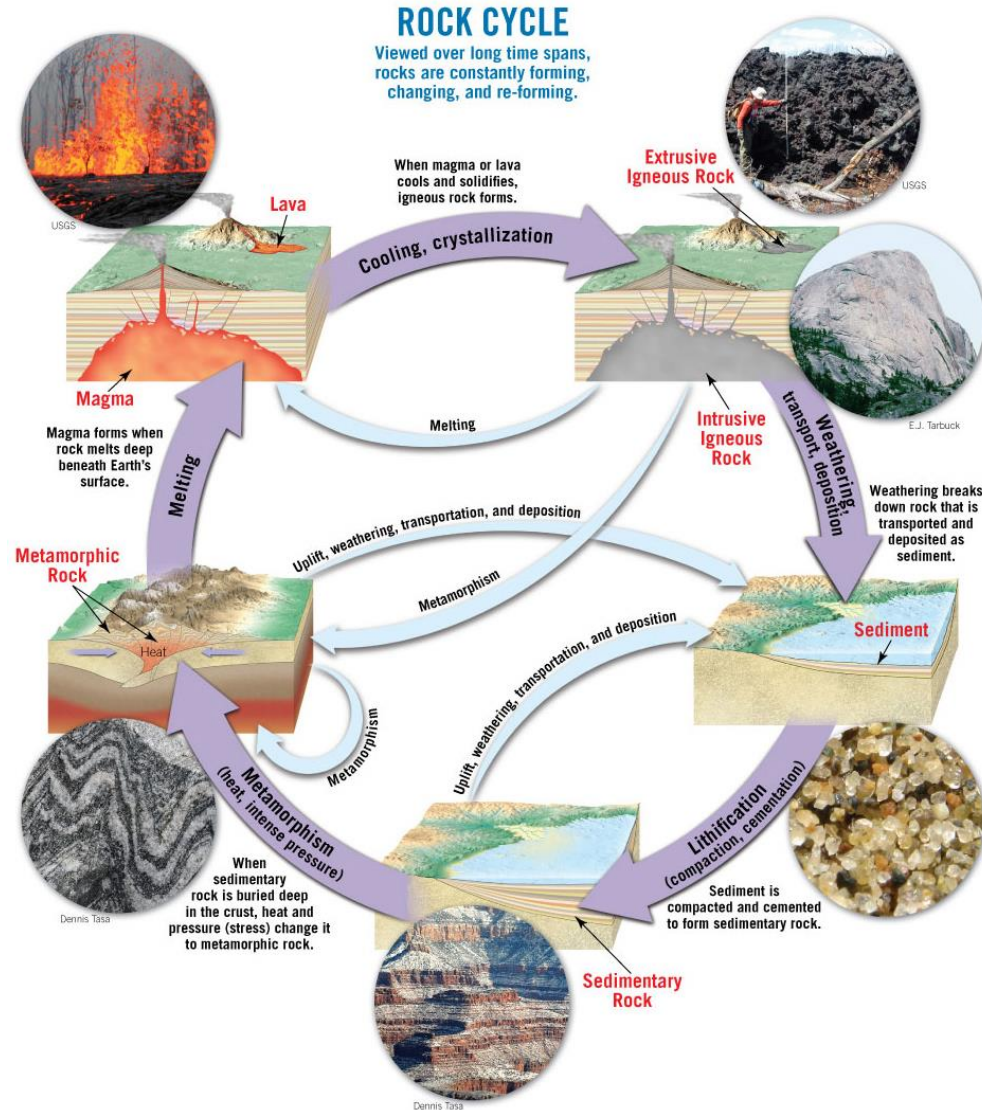 ROCK CYCLE
Viewed over long time spans,
rocks are constantly forming,
changing, and re-forming.
USGS
USGS
When magma or lava
cools and solidifies,
igneous rock forms.
Extrusive
Igneous Rock
Lava
Cooling, crystallization
Magma
Melting
Intrusive
Igneous
Rock
E.J. Tarbuck
Weathering,
transport, deposition
Magma forms when
rock melts deep
beneath Earth's
surface.
Melting
Weathering breaks
down rock that is
transported and
deposited as
sediment.
Uplift, weathering, transportation, and deposition
Metamorphism
Metamorphic
Rock
Heat
Sediment
Uplift, weathering, transportation, and deposition
Metamorphism
Metamorphism
(heat, intense pressure)
Lithification
(compaction, cementation)
When
sedimentary
rock is buried deep
in the crust, heat and
pressure (stress) change it
to metamorphic rock.
Dennis Tasa
Sediment is
compacted and cemented
to form sedimentary rock.
Sedimentary
Rock
Dennis Tasa